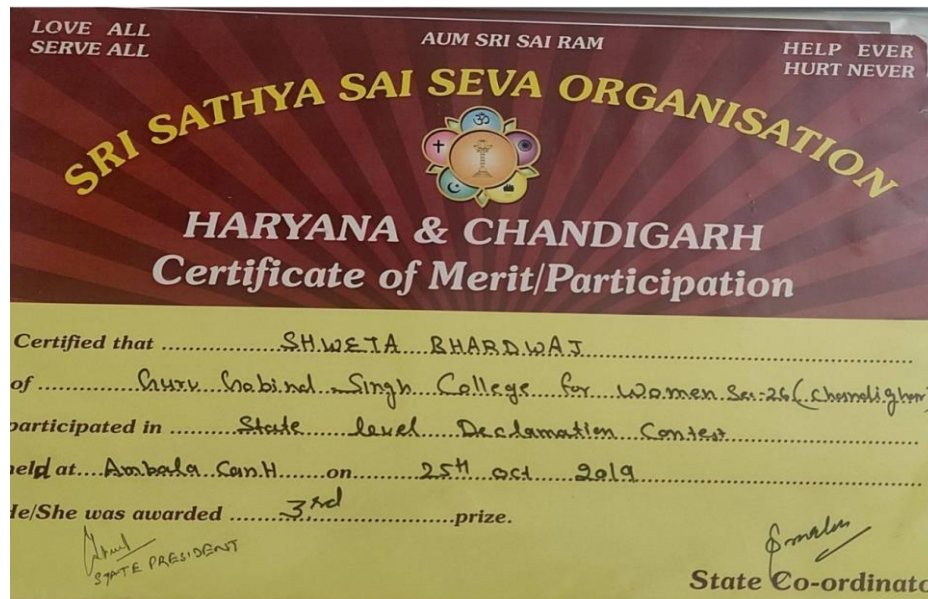 LOVE ALL
SERVE ALL
AUM SRI SAI RAM
HELP EVER
HURT NEVER
SRI SATHYA SAI SEVA ORGANISATION
HARYANA & CHANDIGARH
Certificate of Merit/Participation
Certified that SHWETA BHARDWAJ
of Guru Gobind Singh College for Women Sec-26 (Chandigharh)
participated in State level Declamation Contest
held at Ambala Cantt on 25th Oct 2019
He/She was awarded 3rd prize.
STATE PRESIDENT
State Co-ordinato